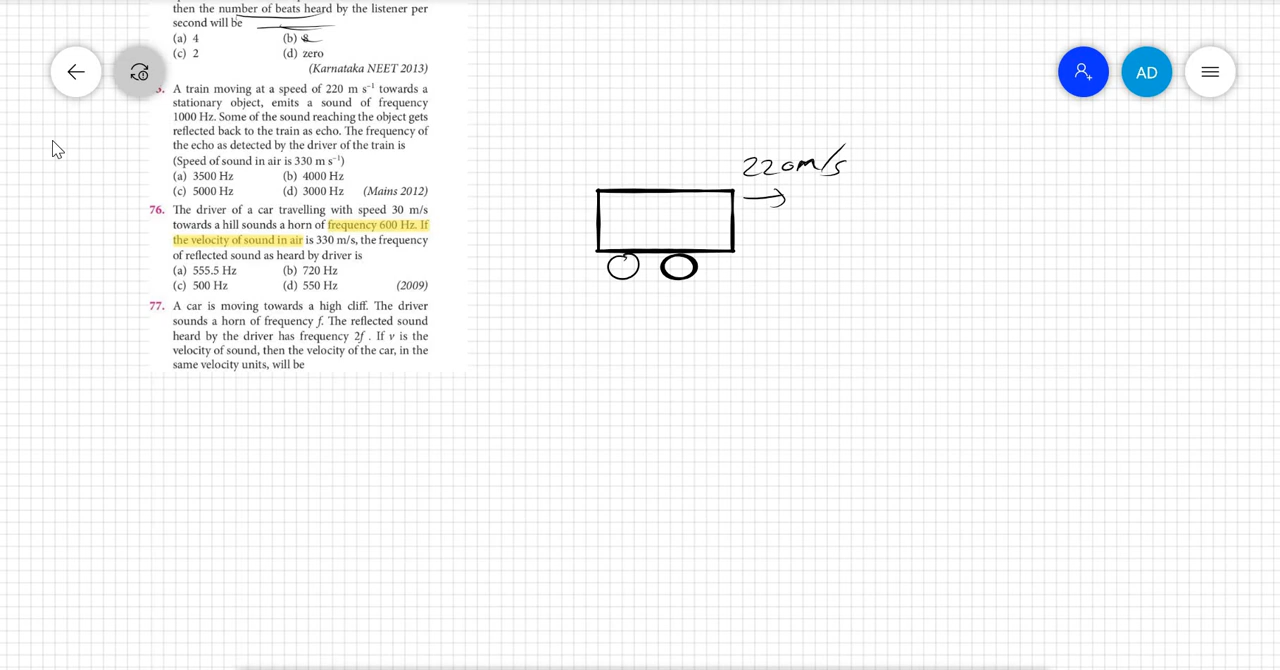 then the number of beats heard by the listener per
second will be
(a) 4 (b) 8
(c) 2 (d) zero
(Karnataka NEET 2013)
5. A train moving at a speed of 220 m s⁻¹ towards a
stationary object, emits a sound of frequency
1000 Hz. Some of the sound reaching the object gets
reflected back to the train as echo. The frequency of
the echo as detected by the driver of the train is
(Speed of sound in air is 330 m s⁻¹)
(a) 3500 Hz (b) 4000 Hz
(c) 5000 Hz (d) 3000 Hz (Mains 2012)
76. The driver of a car travelling with speed 30 m/s
towards a hill sounds a horn of frequency 600 Hz. If
the velocity of sound in air is 330 m/s, the frequency
of reflected sound as heard by driver is
(a) 555.5 Hz (b) 720 Hz
(c) 500 Hz (d) 550 Hz (2009)
77. A car is moving towards a high cliff. The driver
sounds a horn of frequency f. The reflected sound
heard by the driver has frequency 2f . If v is the
velocity of sound, then the velocity of the car, in the
same velocity units, will be
220m/s
AD